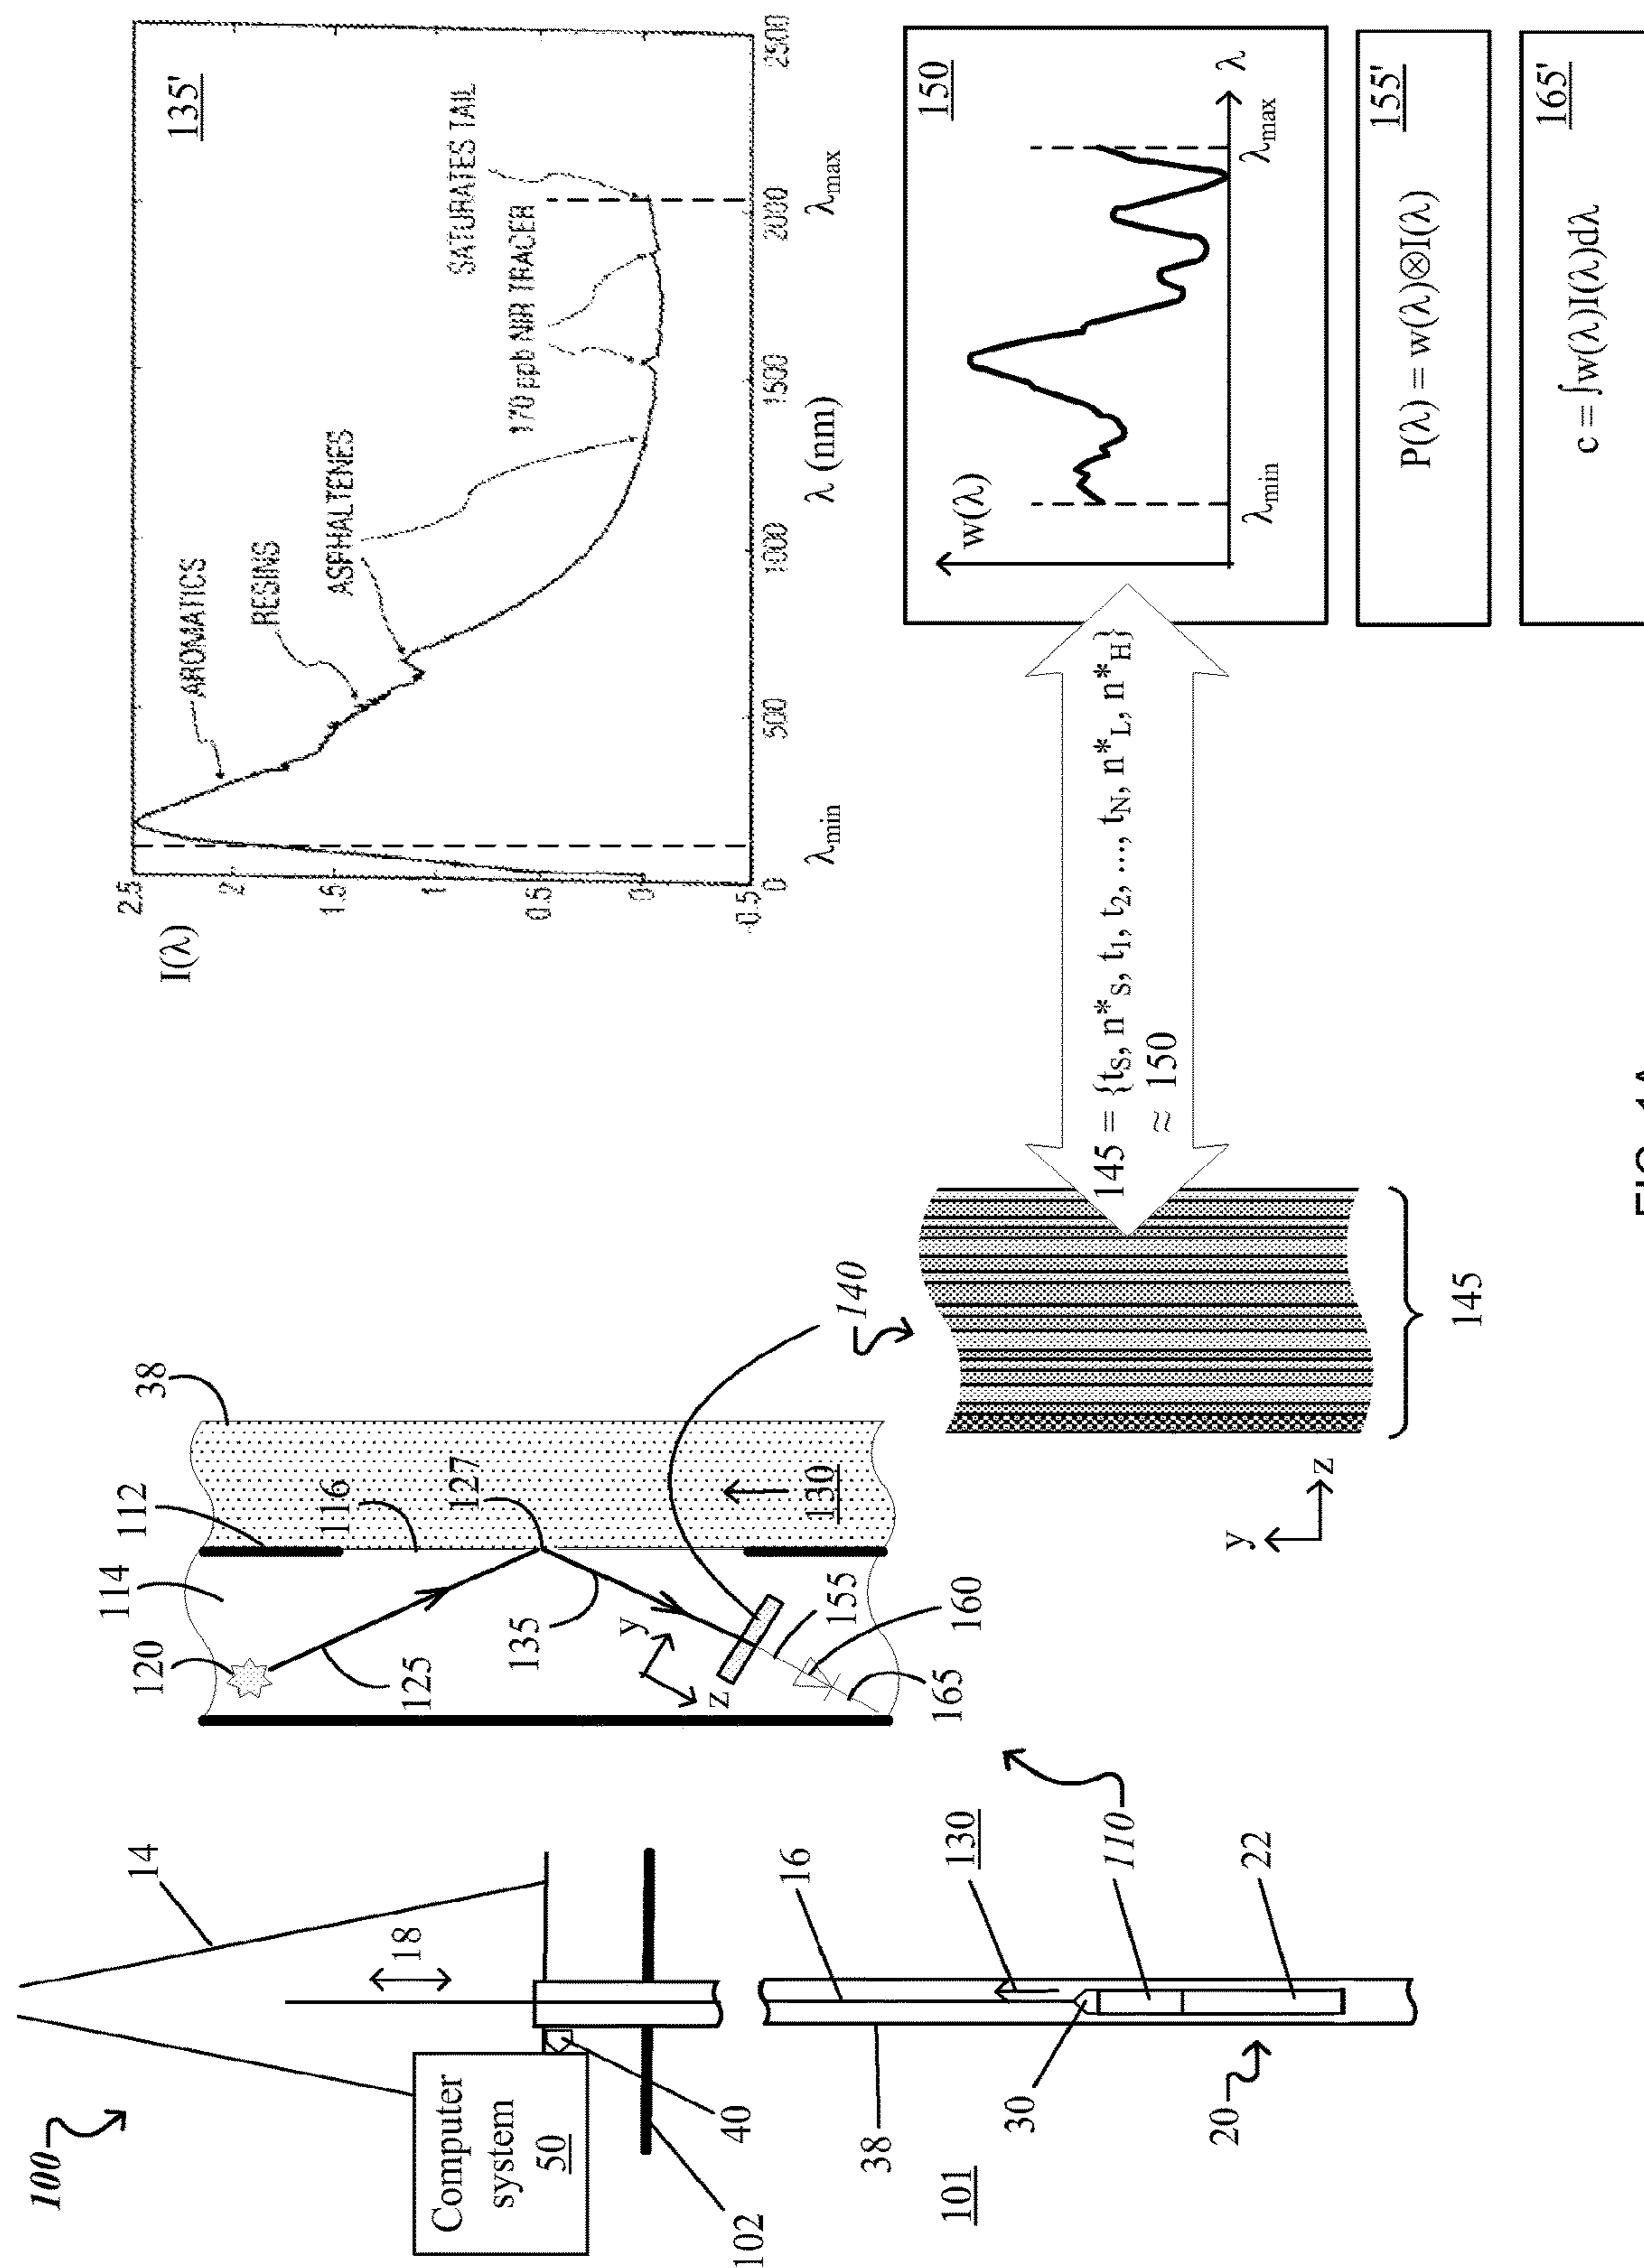 100
14
18
Computer
system
50
40
102
38
101
16
130
30
110
20
22
120
114
112
38
125
116
127
135
y
z
130
140
155
160
165
y
z
145
145 = {tS, n*S, t1, t2, ..., tN, n*L, n*H}
≈ 150
I(λ)
135'
2.5
2
1.5
1
0.5
0
-0.5
AROMATICS
RESINS
ASPHALTENES
170 ppb NIR TRACER
SATURATES TAIL
0
500
1000
1500
2000
2500
λmin
λ (nm)
λmax
150
w(λ)
λmin
λmax
λ
155'
P(λ) = w(λ)⊗I(λ)
165'
c = ∫w(λ)I(λ)dλ